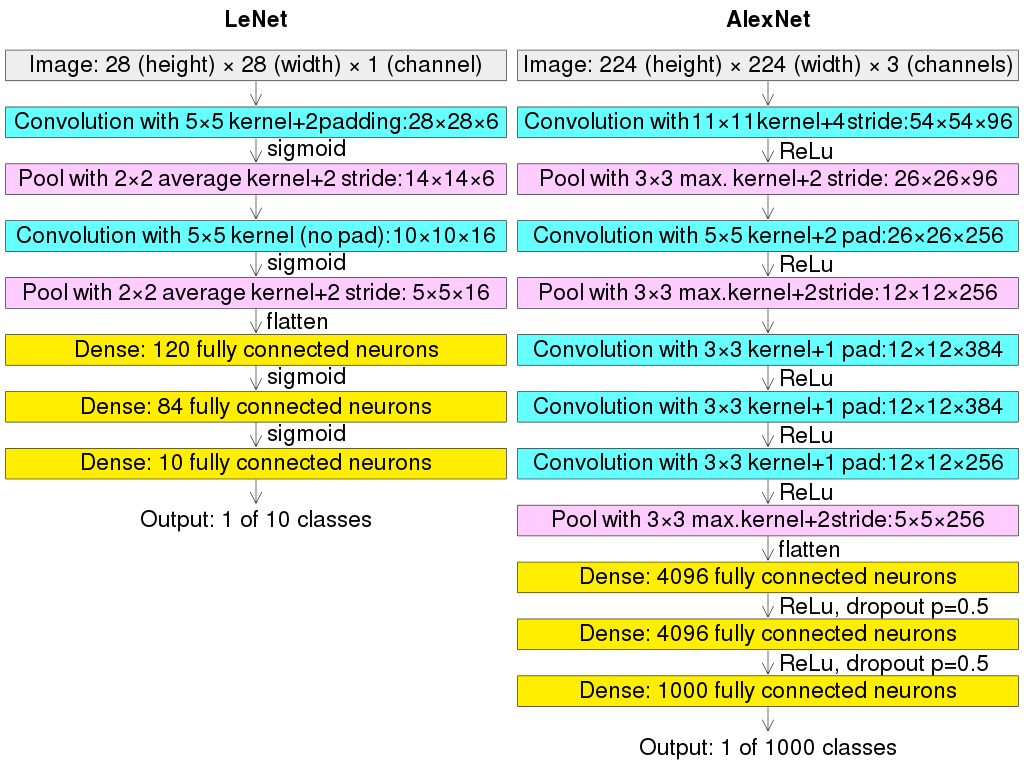 LeNet
Image: 28 (height) × 28 (width) × 1 (channel)
Convolution with 5×5 kernel+2padding:28×28×6
sigmoid
Pool with 2×2 average kernel+2 stride:14×14×6
Convolution with 5×5 kernel (no pad):10×10×16
sigmoid
Pool with 2×2 average kernel+2 stride: 5×5×16
flatten
Dense: 120 fully connected neurons
sigmoid
Dense: 84 fully connected neurons
sigmoid
Dense: 10 fully connected neurons
Output: 1 of 10 classes
AlexNet
Image: 224 (height) × 224 (width) × 3 (channels)
Convolution with 11×11 kernel+4 stride:54×54×96
ReLu
Pool with 3×3 max. kernel+2 stride: 26×26×96
Convolution with 5×5 kernel+2 pad:26×26×256
ReLu
Pool with 3×3 max.kernel+2stride:12×12×256
Convolution with 3×3 kernel+1 pad:12×12×384
ReLu
Convolution with 3×3 kernel+1 pad:12×12×384
ReLu
Convolution with 3×3 kernel+1 pad:12×12×256
ReLu
Pool with 3×3 max.kernel+2stride:5×5×256
flatten
Dense: 4096 fully connected neurons
ReLu, dropout p=0.5
Dense: 4096 fully connected neurons
ReLu, dropout p=0.5
Dense: 1000 fully connected neurons
Output: 1 of 1000 classes